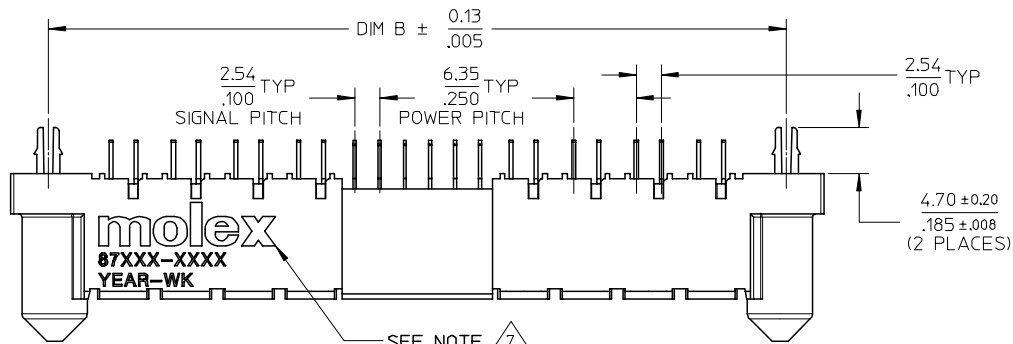 DIM B ± 0.13
.005
2.54 TYP
.100
SIGNAL PITCH
6.35 TYP
.250
POWER PITCH
2.54 TYP
.100
4.70 ±0.20
.185 ±.008
(2 PLACES)
molex
87XXX-XXXX
YEAR-WK
SEE NOTE 7